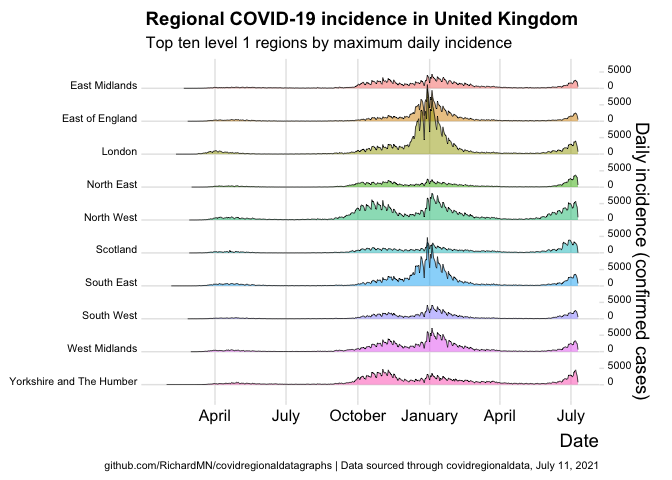 Regional COVID-19 incidence in United Kingdom
Top ten level 1 regions by maximum daily incidence
East Midlands
5000
0
East of England
5000
0
London
5000
0
North East
5000
0
North West
5000
0
Scotland
5000
0
South East
5000
0
South West
5000
0
West Midlands
5000
0
Yorkshire and The Humber
5000
0
Daily incidence (confirmed cases)
April July October January April July
Date
github.com/RichardMN/covidregionaldatagraphs | Data sourced through covidregionaldata, July 11, 2021